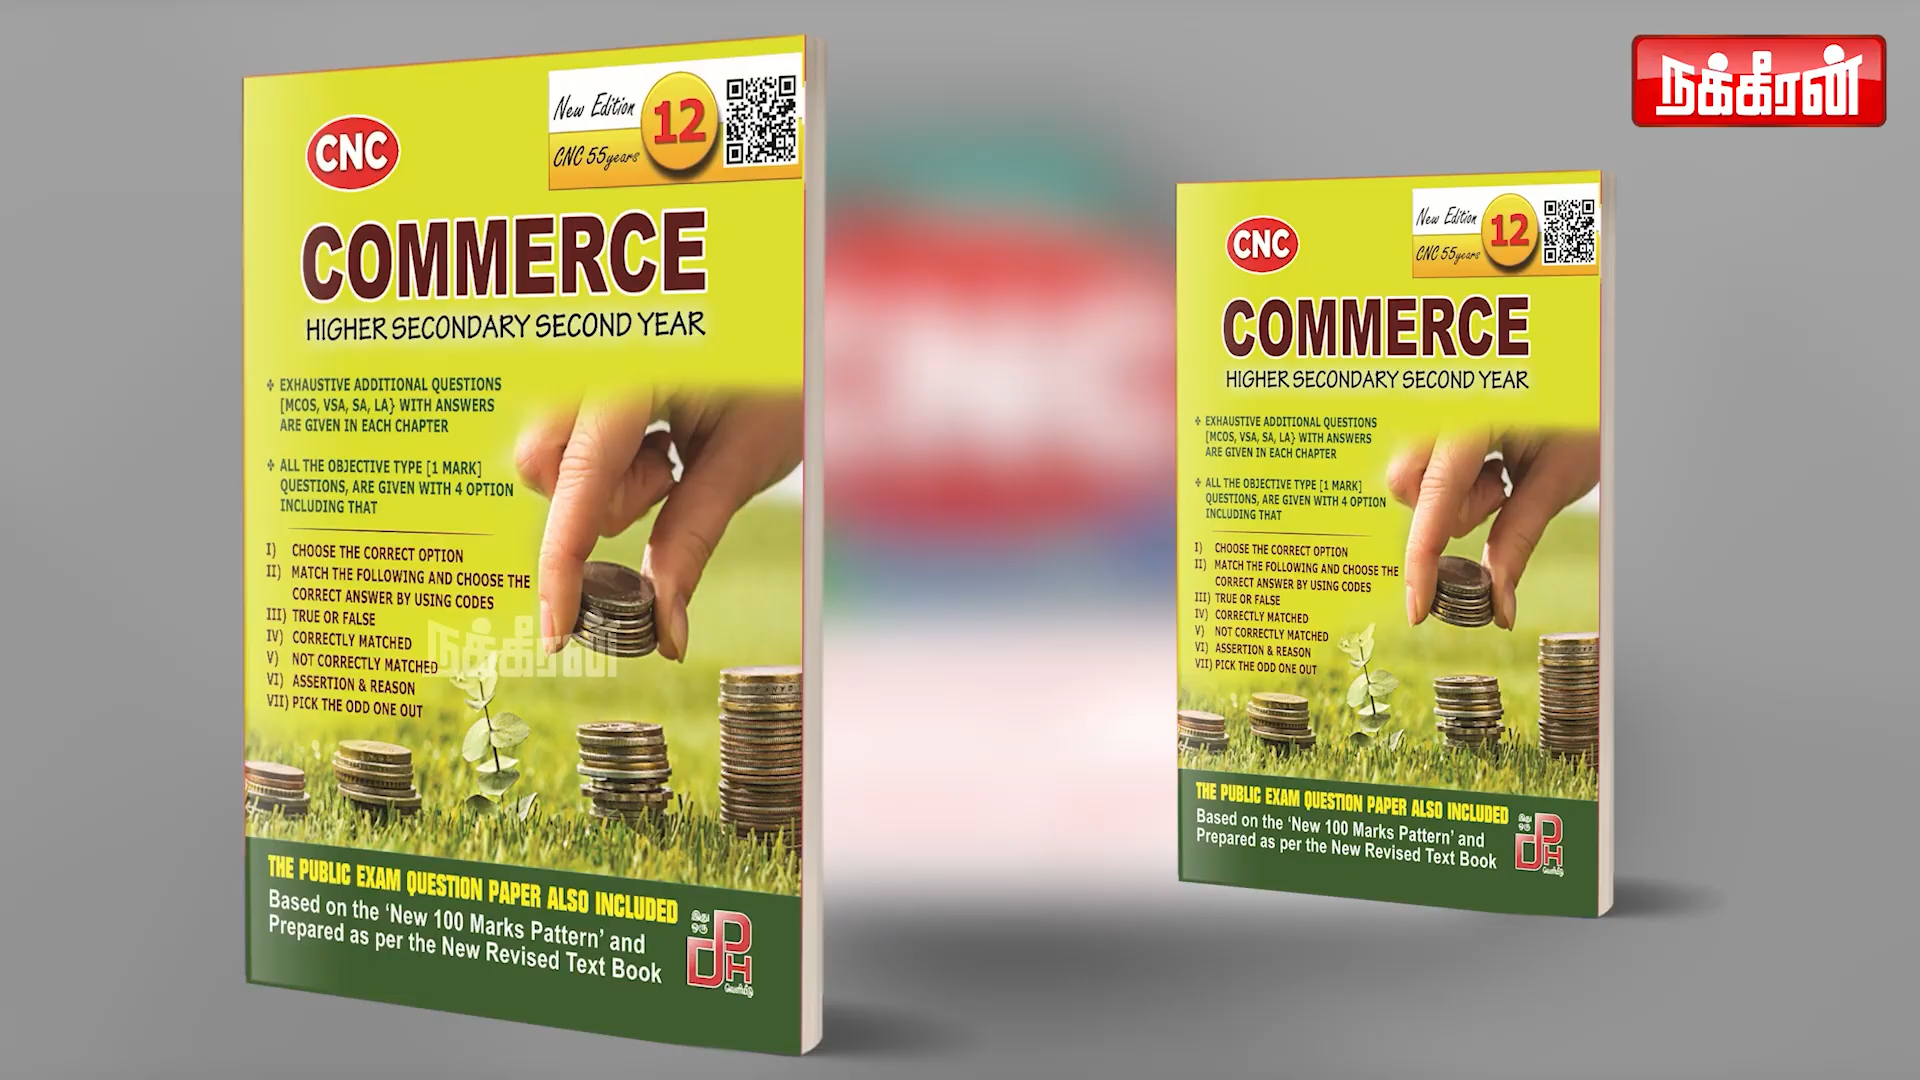 நக்கீரன்
New Edition
CNC 55years
12
CNC
COMMERCE
HIGHER SECONDARY SECOND YEAR
✤ EXHAUSTIVE ADDITIONAL QUESTIONS
[MCOS, VSA, SA, LA} WITH ANSWERS
ARE GIVEN IN EACH CHAPTER
✤ ALL THE OBJECTIVE TYPE [1 MARK]
QUESTIONS, ARE GIVEN WITH 4 OPTION
INCLUDING THAT
I) CHOOSE THE CORRECT OPTION
II) MATCH THE FOLLOWING AND CHOOSE THE
CORRECT ANSWER BY USING CODES
III) TRUE OR FALSE
IV) CORRECTLY MATCHED
V) NOT CORRECTLY MATCHED
VI) ASSERTION & REASON
VII) PICK THE ODD ONE OUT
நக்கீரன்
THE PUBLIC EXAM QUESTION PAPER ALSO INCLUDED
Based on the ‘New 100 Marks Pattern’ and
Prepared as per the New Revised Text Book
இது
ஒரு
DPH
வெளியீடு
New Edition
CNC 55years
12
CNC
COMMERCE
HIGHER SECONDARY SECOND YEAR
✤ EXHAUSTIVE ADDITIONAL QUESTIONS
[MCOS, VSA, SA, LA} WITH ANSWERS
ARE GIVEN IN EACH CHAPTER
✤ ALL THE OBJECTIVE TYPE [1 MARK]
QUESTIONS, ARE GIVEN WITH 4 OPTION
INCLUDING THAT
I) CHOOSE THE CORRECT OPTION
II) MATCH THE FOLLOWING AND CHOOSE THE
CORRECT ANSWER BY USING CODES
III) TRUE OR FALSE
IV) CORRECTLY MATCHED
V) NOT CORRECTLY MATCHED
VI) ASSERTION & REASON
VII) PICK THE ODD ONE OUT
THE PUBLIC EXAM QUESTION PAPER ALSO INCLUDED
Based on the ‘New 100 Marks Pattern’ and
Prepared as per the New Revised Text Book
இது
ஒரு
DPH
வெளியீடு